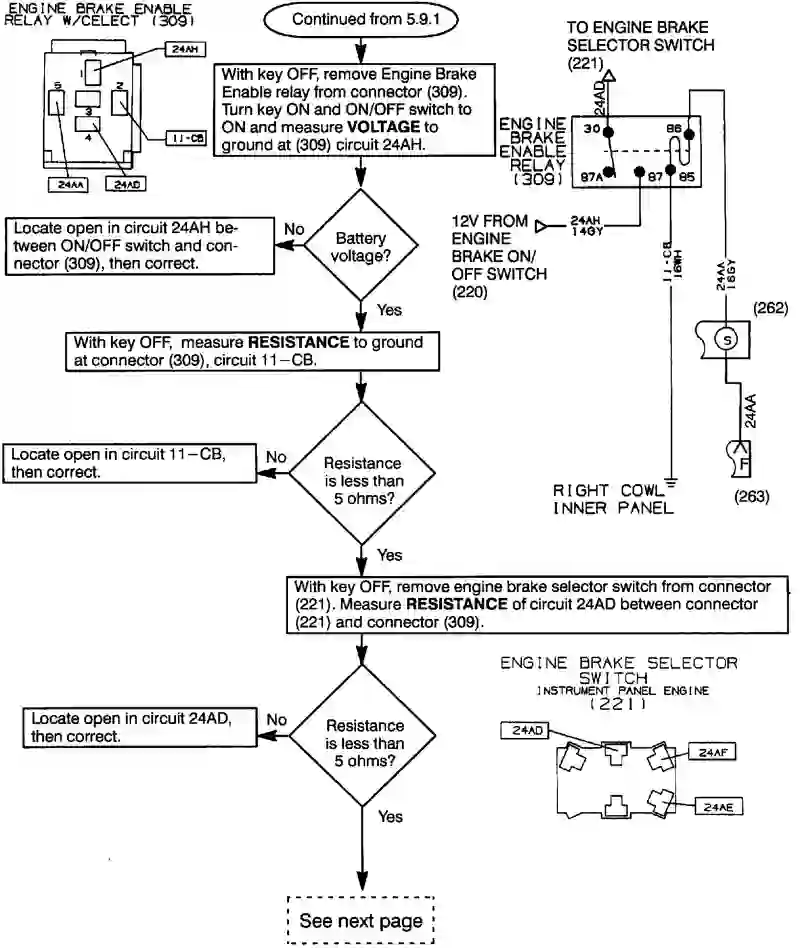 ENGINE BRAKE ENABLE
RELAY W/CELECT (309)
24AH
1
5
2
3
4
11-CB
24AA
24AD
Continued from 5.9.1
With key OFF, remove Engine Brake
Enable relay from connector (309).
Turn key ON and ON/OFF switch to
ON and measure VOLTAGE to
ground at (309) circuit 24AH.
TO ENGINE BRAKE
SELECTOR SWITCH
(221)
24AD
ENGINE
BRAKE
ENABLE
RELAY
(309)
30
86
87A
87
85
12V FROM
ENGINE
BRAKE ON/
OFF SWITCH
(220)
24AH
14GY
11-CB
16WH
24AA
16GY
(262)
S
24AA
F
(263)
RIGHT COWL
INNER PANEL
Battery
voltage?
No
Locate open in circuit 24AH be-
tween ON/OFF switch and con-
nector (309), then correct.
Yes
With key OFF, measure RESISTANCE to ground
at connector (309), circuit 11-CB.
Resistance
is less than
5 ohms?
No
Locate open in circuit 11-CB,
then correct.
Yes
With key OFF, remove engine brake selector switch from connector
(221). Measure RESISTANCE of circuit 24AD between connector
(221) and connector (309).
Resistance
is less than
5 ohms?
No
Locate open in circuit 24AD,
then correct.
Yes
See next page
ENGINE BRAKE SELECTOR
SWITCH
INSTRUMENT PANEL ENGINE
(221)
24AD
24AF
24AE